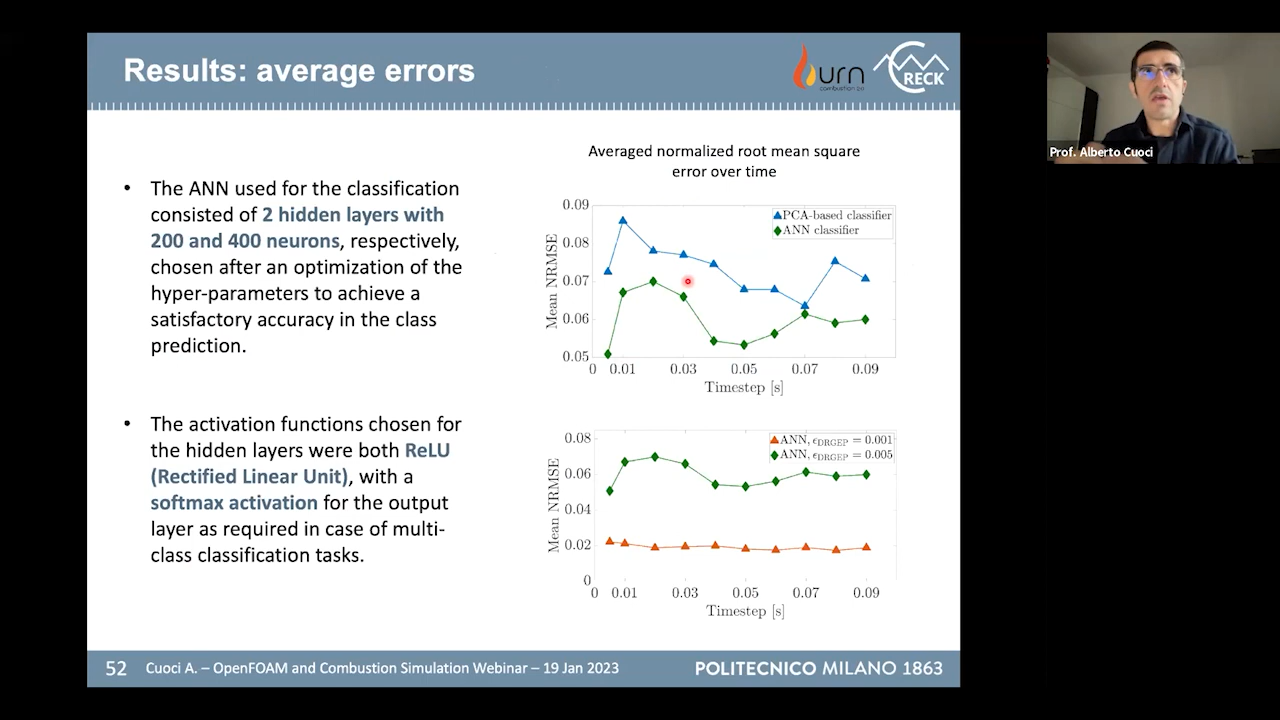 Results: average errors
urn
combustion be
CRECK
Prof. Alberto Cuoci
• The ANN used for the classification
consisted of 2 hidden layers with
200 and 400 neurons, respectively,
chosen after an optimization of the
hyper-parameters to achieve a
satisfactory accuracy in the class
prediction.
• The activation functions chosen for
the hidden layers were both ReLU
(Rectified Linear Unit), with a
softmax activation for the output
layer as required in case of multi-
class classification tasks.
Averaged normalized root mean square
error over time
PCA-based classifier
ANN classifier
Mean NRMSE
0.09
0.08
0.07
0.06
0.05
0 0.01 0.03 0.05 0.07 0.09
Timestep [s]
ANN, ϵDRGEP = 0.001
ANN, ϵDRGEP = 0.005
Mean NRMSE
0.08
0.06
0.04
0.02
0
0 0.01 0.03 0.05 0.07 0.09
Timestep [s]
52 Cuoci A. – OpenFOAM and Combustion Simulation Webinar – 19 Jan 2023 POLITECNICO MILANO 1863